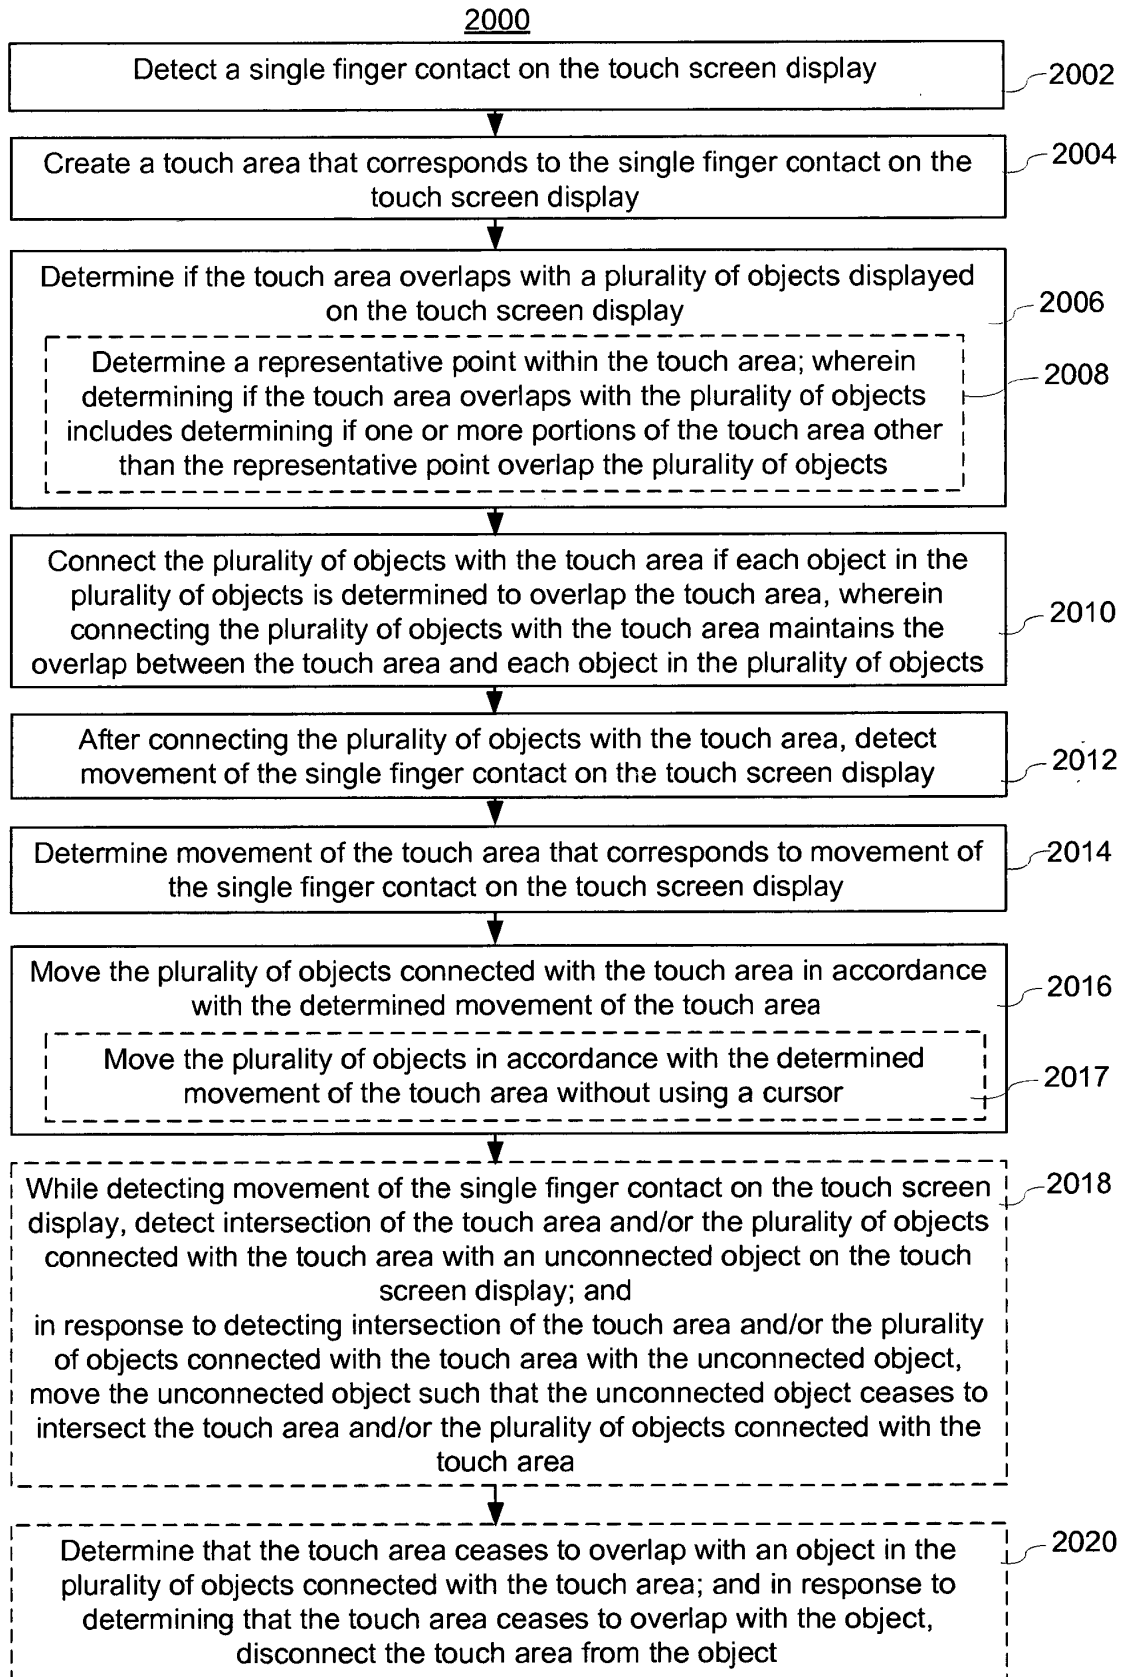 2000
Detect a single finger contact on the touch screen display
2002
Create a touch area that corresponds to the single finger contact on the
touch screen display
2004
Determine if the touch area overlaps with a plurality of objects displayed
on the touch screen display
2006
Determine a representative point within the touch area; wherein
determining if the touch area overlaps with the plurality of objects
includes determining if one or more portions of the touch area other
than the representative point overlap the plurality of objects
2008
Connect the plurality of objects with the touch area if each object in the
plurality of objects is determined to overlap the touch area, wherein
connecting the plurality of objects with the touch area maintains the
overlap between the touch area and each object in the plurality of objects
2010
After connecting the plurality of objects with the touch area, detect
movement of the single finger contact on the touch screen display
2012
Determine movement of the touch area that corresponds to movement of
the single finger contact on the touch screen display
2014
Move the plurality of objects connected with the touch area in accordance
with the determined movement of the touch area
2016
Move the plurality of objects in accordance with the determined
movement of the touch area without using a cursor
2017
While detecting movement of the single finger contact on the touch screen
display, detect intersection of the touch area and/or the plurality of objects
connected with the touch area with an unconnected object on the touch
screen display; and
in response to detecting intersection of the touch area and/or the plurality
of objects connected with the touch area with the unconnected object,
move the unconnected object such that the unconnected object ceases to
intersect the touch area and/or the plurality of objects connected with the
touch area
2018
Determine that the touch area ceases to overlap with an object in the
plurality of objects connected with the touch area; and in response to
determining that the touch area ceases to overlap with the object,
disconnect the touch area from the object
2020